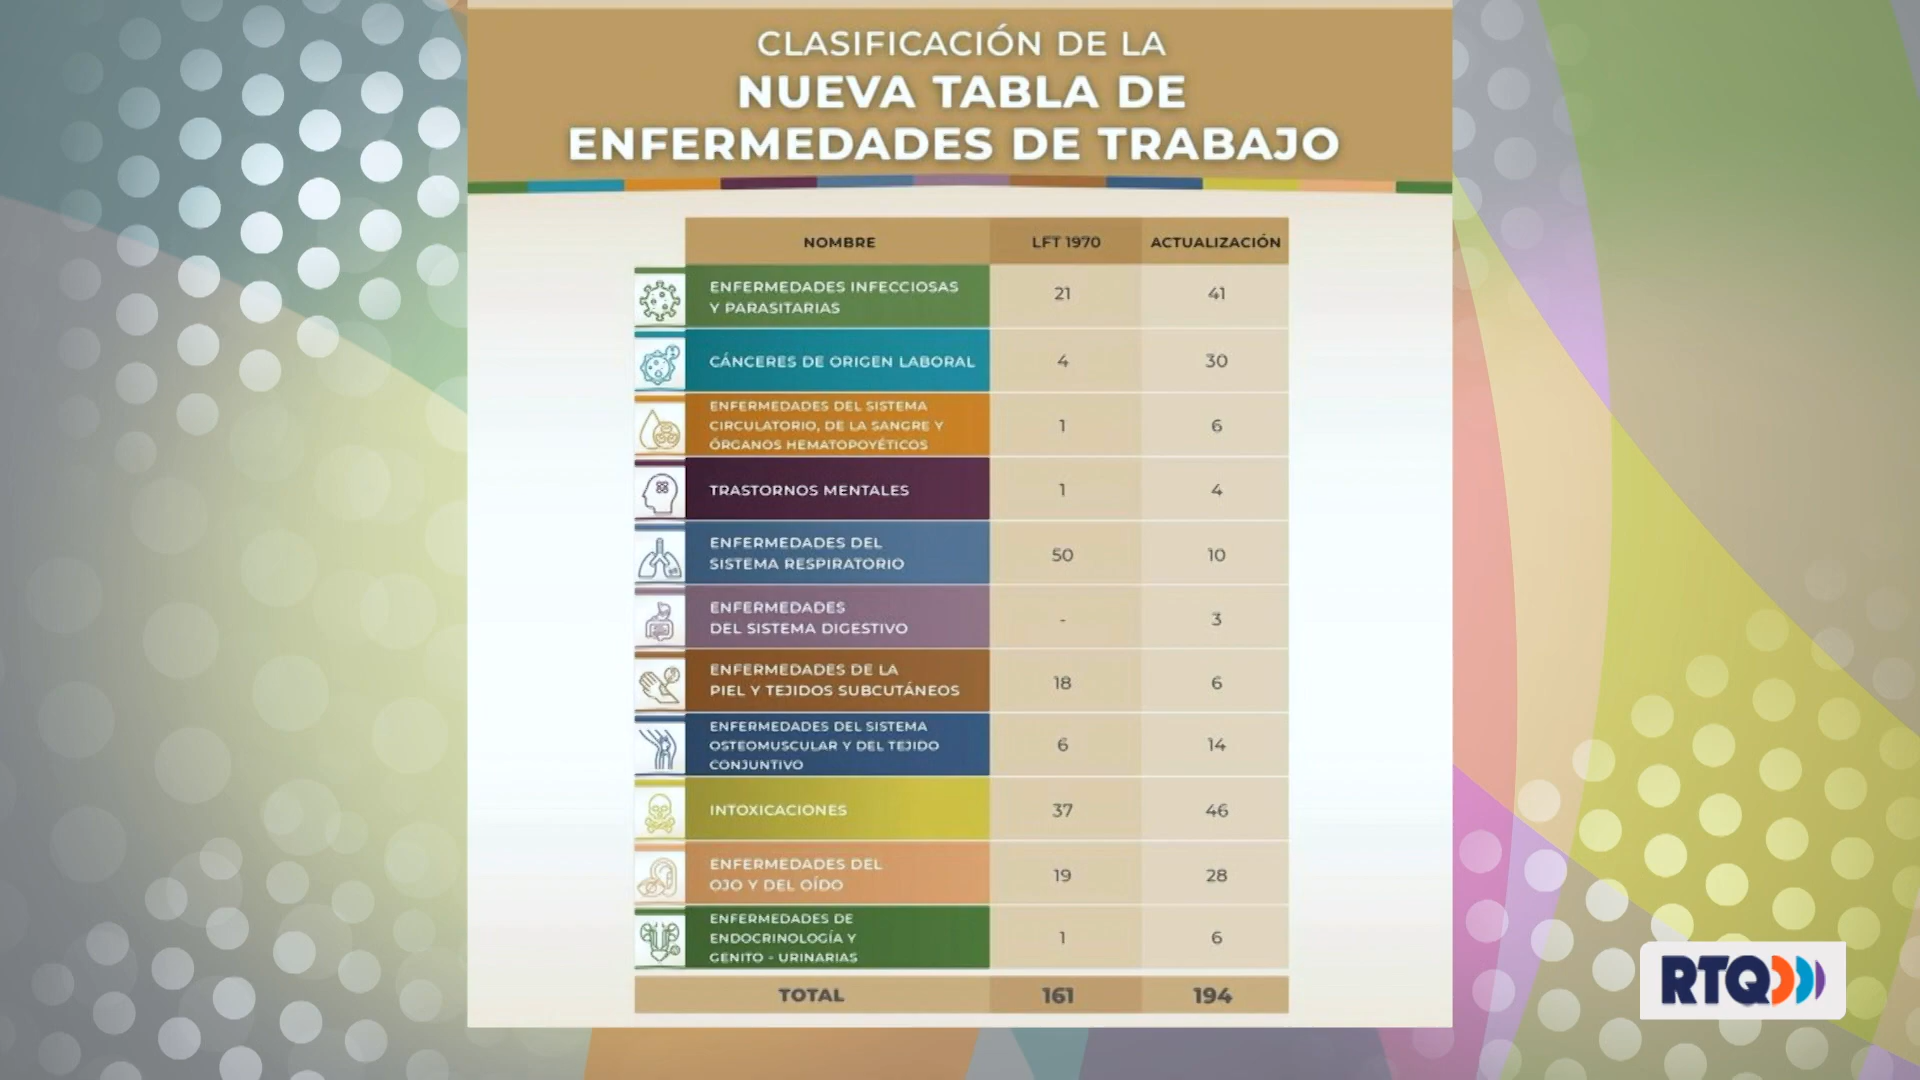 CLASIFICACIÓN DE LA
NUEVA TABLA DE
ENFERMEDADES DE TRABAJO
NOMBRE LFT 1970 ACTUALIZACIÓN
ENFERMEDADES INFECCIOSAS
Y PARASITARIAS 21 41
CÁNCERES DE ORIGEN LABORAL 4 30
ENFERMEDADES DEL SISTEMA
CIRCULATORIO, DE LA SANGRE Y 1 6
ÓRGANOS HEMATOPOYÉTICOS
TRASTORNOS MENTALES 1 4
ENFERMEDADES DEL
SISTEMA RESPIRATORIO 50 10
ENFERMEDADES
DEL SISTEMA DIGESTIVO - 3
ENFERMEDADES DE LA
PIEL Y TEJIDOS SUBCUTÁNEOS 18 6
ENFERMEDADES DEL SISTEMA
OSTEOMUSCULAR Y DEL TEJIDO 6 14
CONJUNTIVO
INTOXICACIONES 37 46
ENFERMEDADES DEL
OJO Y DEL OÍDO 19 28
ENFERMEDADES DE
ENDOCRINOLOGÍA Y 1 6
GENITO - URINARIAS
TOTAL 161 194
RTQ